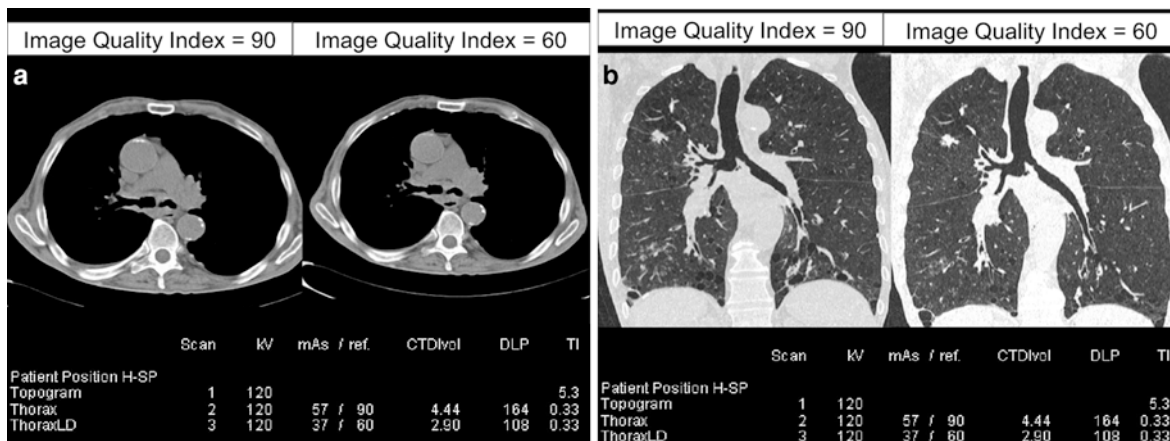 Image Quality Index = 90 Image Quality Index = 60
a
Scan kV mAs / ref. CTDIvol DLP TI
Patient Position H-SP
Topogram 1 120 5.3
Thorax 2 120 57 / 90 4.44 164 0.33
ThoraxLD 3 120 37 / 60 2.90 108 0.33
Image Quality Index = 90 Image Quality Index = 60
b
Scan kV mAs / ref. CTDIvol DLP TI
Patient Position H-SP
Topogram 1 120 5.3
Thorax 2 120 57 / 90 4.44 164 0.33
ThoraxLD 3 120 37 / 60 2.90 108 0.33